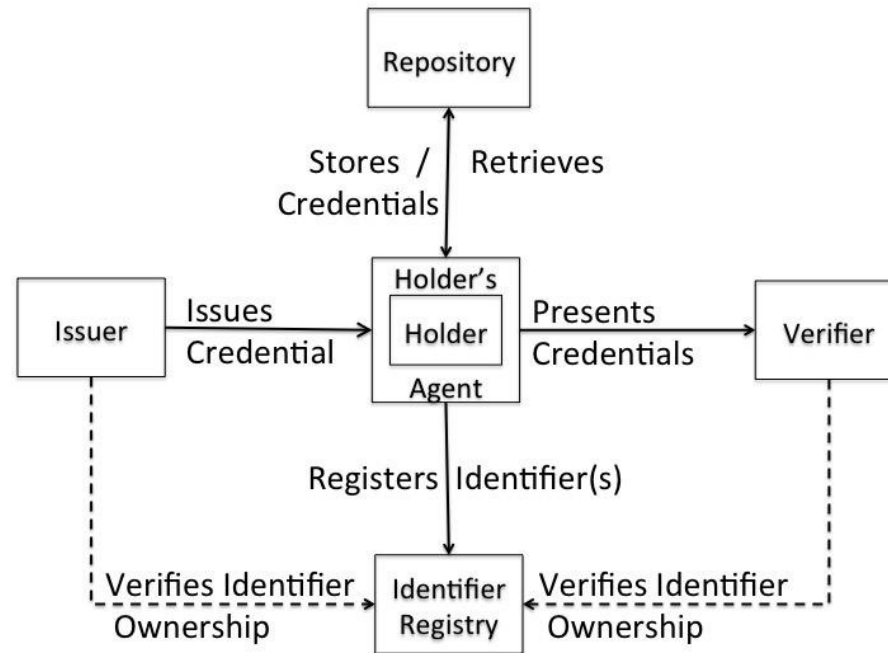 Repository
Stores / Retrieves
Credentials
Holder's
Issuer
Issues
Credential
Holder
Presents
Credentials
Verifier
Agent
Registers Identifier(s)
Verifies Identifier
Ownership
Identifier
Registry
Verifies Identifier
Ownership